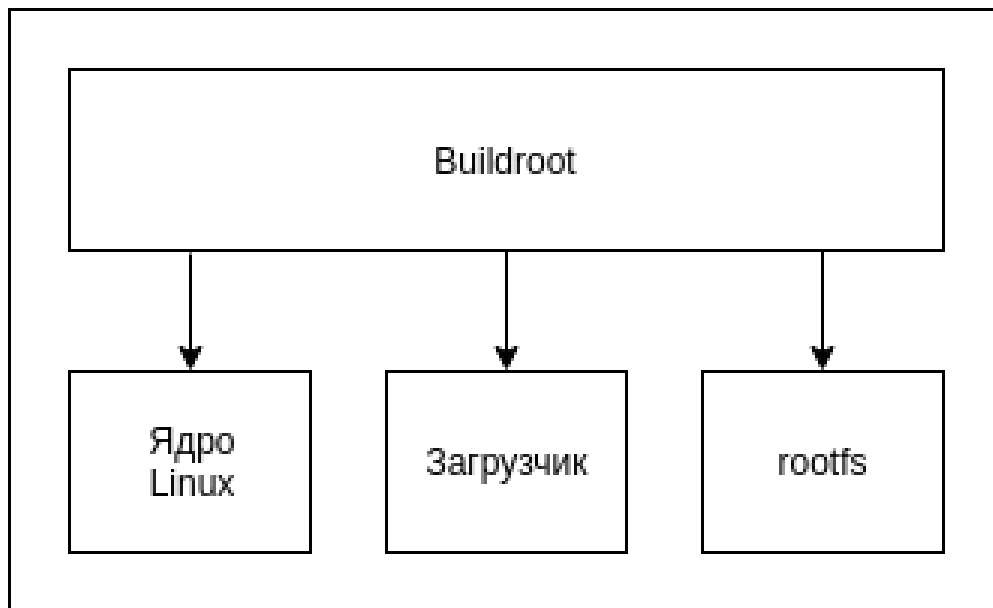 Buildroot
Ядро
Linux
Загрузчик
rootfs